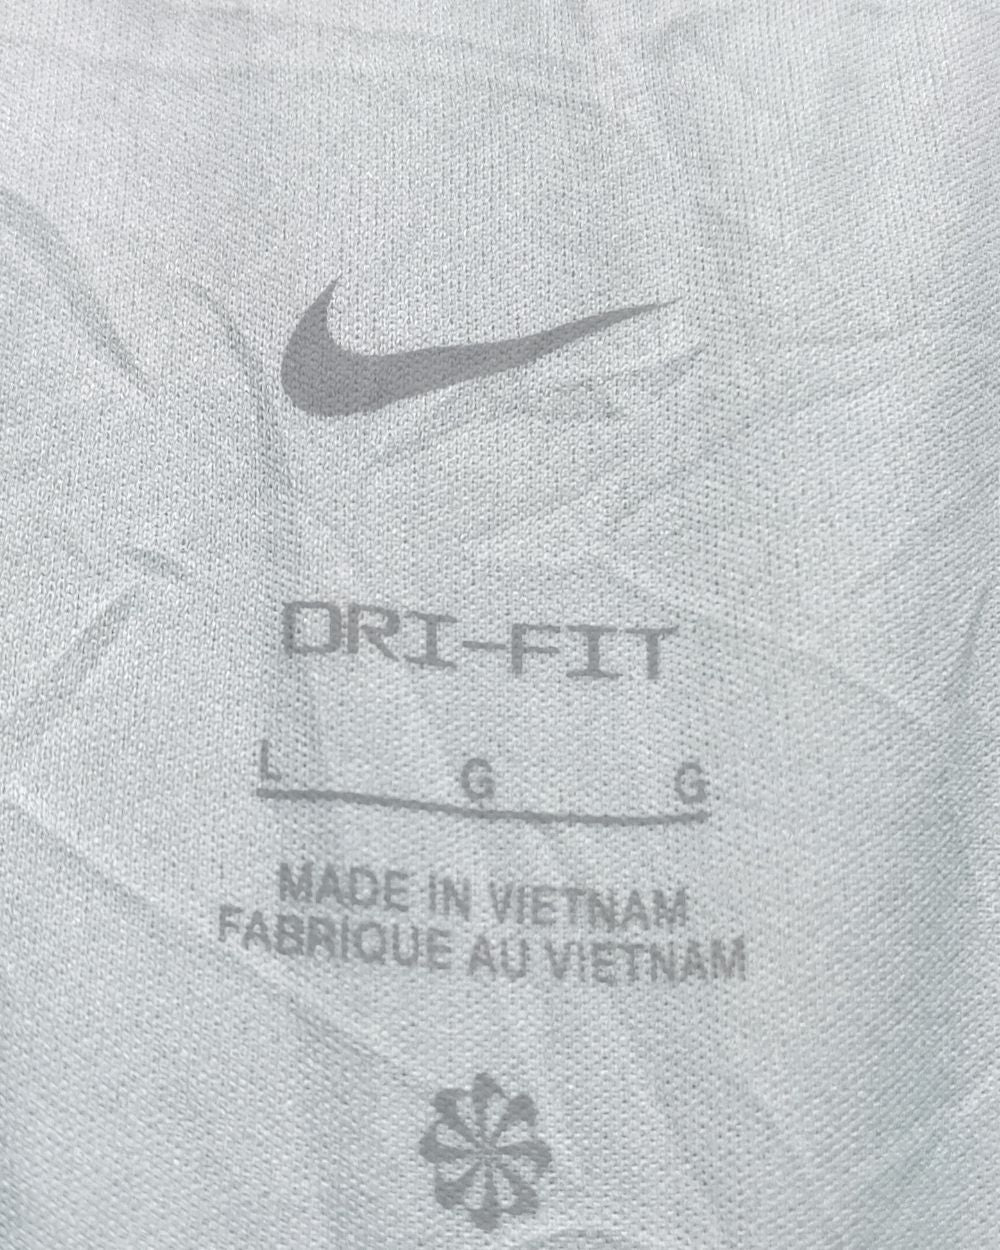 DRI-FIT
L G G
MADE IN VIETNAM
FABRIQUE AU VIETNAM